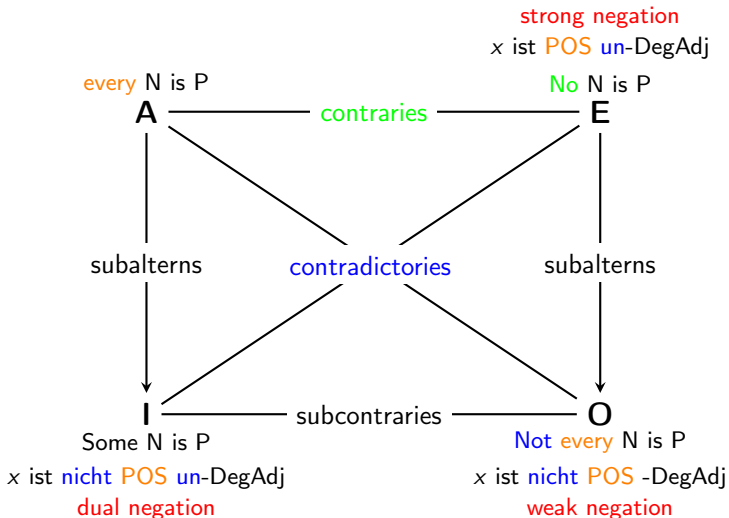 strong negation
x ist POS un-DegAdj
every N is P
No N is P
A
contraries
E
subalterns
contradictories
subalterns
I
subcontraries
O
Some N is P
Not every N is P
x ist nicht POS un-DegAdj
x ist nicht POS -DegAdj
dual negation
weak negation